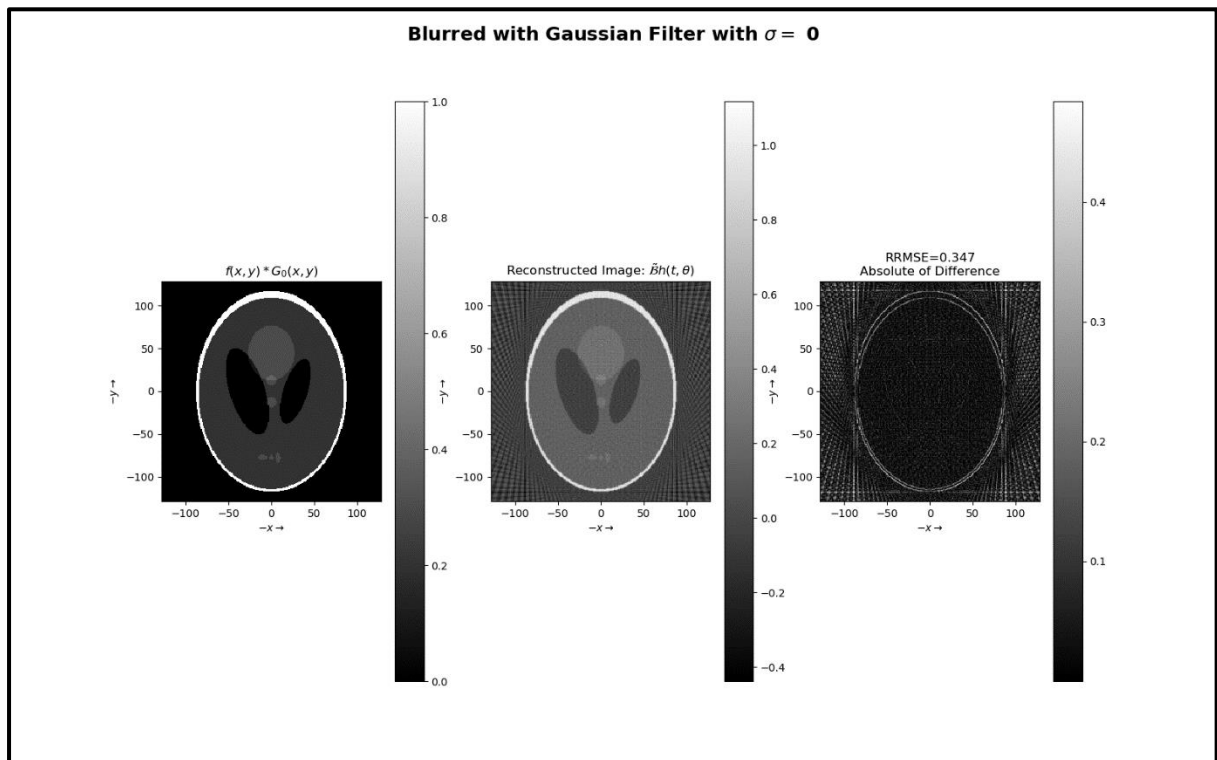 Blurred with Gaussian Filter with σ = 0
f(x, y) * G₀(x, y)
100
50
0
−50
−100
−100 −50 0 50 100
−y→
−x→
1.0
0.8
0.6
0.4
0.2
0.0
Reconstructed Image: ℬ̃h(t, θ)
100
50
0
−50
−100
−100 −50 0 50 100
−y→
−x→
1.0
0.8
0.6
0.4
0.2
0.0
−0.2
−0.4
RRMSE=0.347
Absolute of Difference
100
50
0
−50
−100
−100 −50 0 50 100
−y→
−x→
0.4
0.3
0.2
0.1